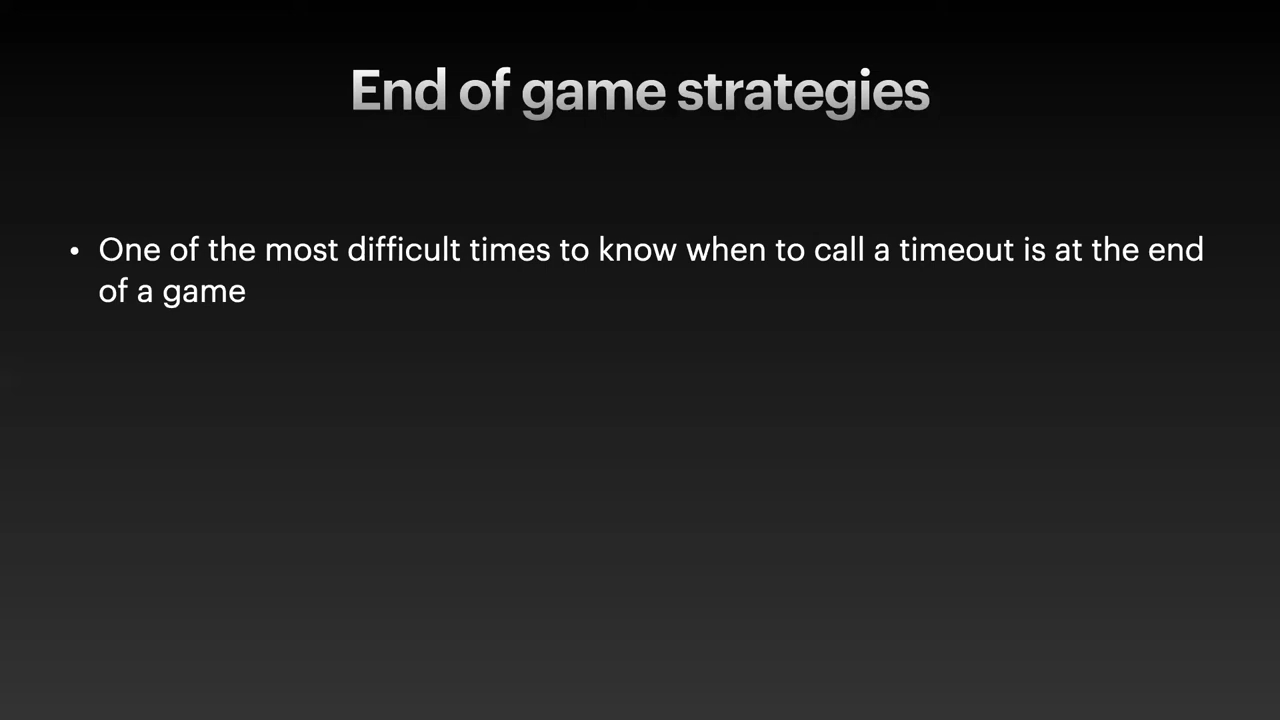 End of game strategies
• One of the most difficult times to know when to call a timeout is at the end
of a game